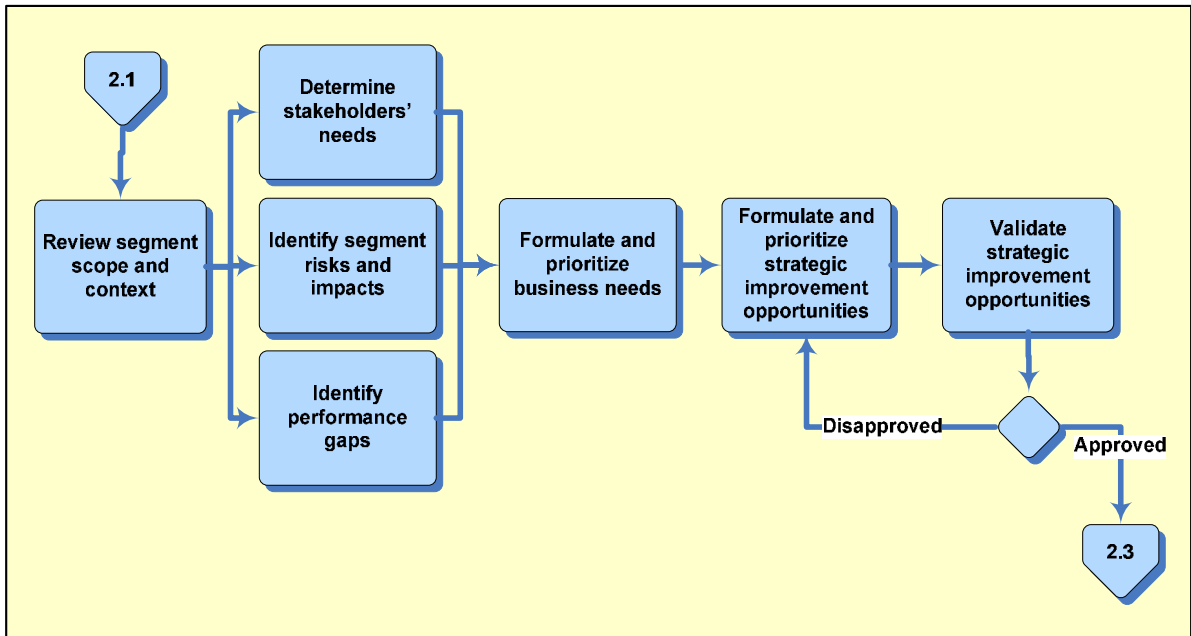 2.1
Review segment
scope and
context
Determine
stakeholders’
needs
Identify segment
risks and
impacts
Identify
performance
gaps
Formulate and
prioritize
business needs
Formulate and
prioritize
strategic
improvement
opportunities
Validate
strategic
improvement
opportunities
Disapproved
Approved
2.3